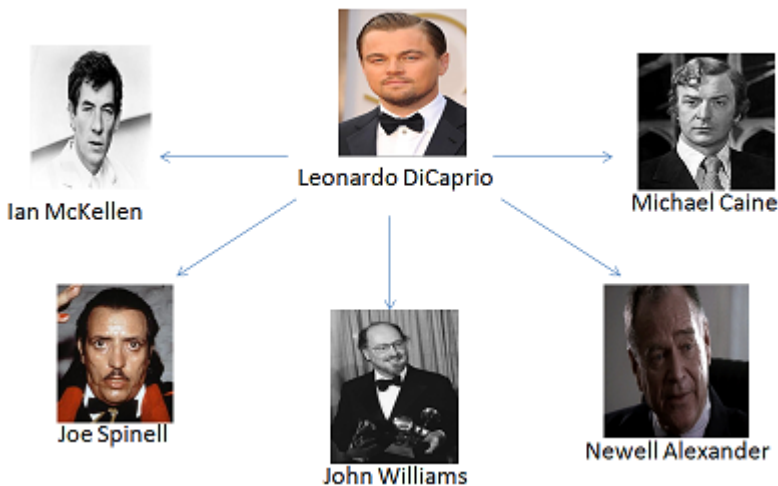 Leonardo DiCaprio
Ian McKellen
Michael Caine
Joe Spinell
John Williams
Newell Alexander